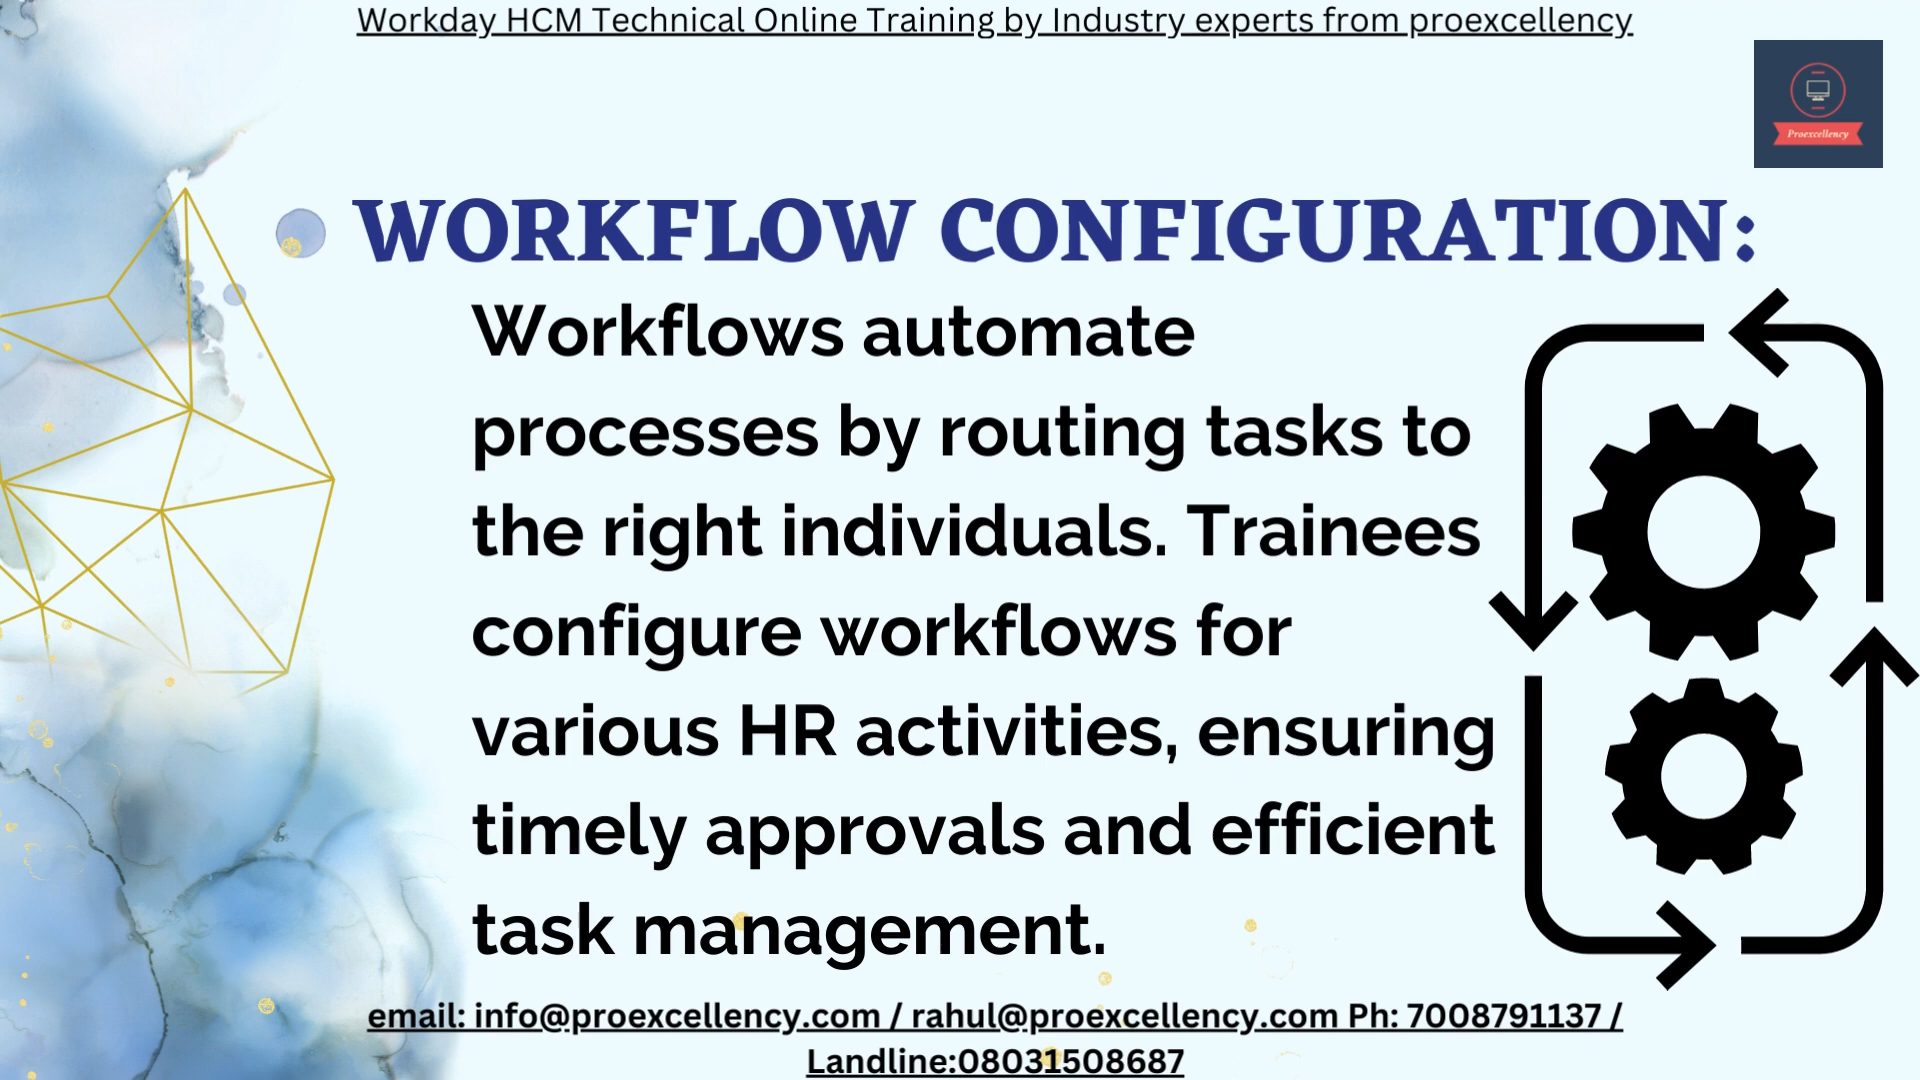 Workday HCM Technical Online Training by Industry experts from proexcellency
Proexcellency
WORKFLOW CONFIGURATION:
Workflows automate
processes by routing tasks to
the right individuals. Trainees
configure workflows for
various HR activities, ensuring
timely approvals and efficient
task management.
email: info@proexcellency.com / rahul@proexcellency.com Ph: 7008791137 /
Landline:08031508687